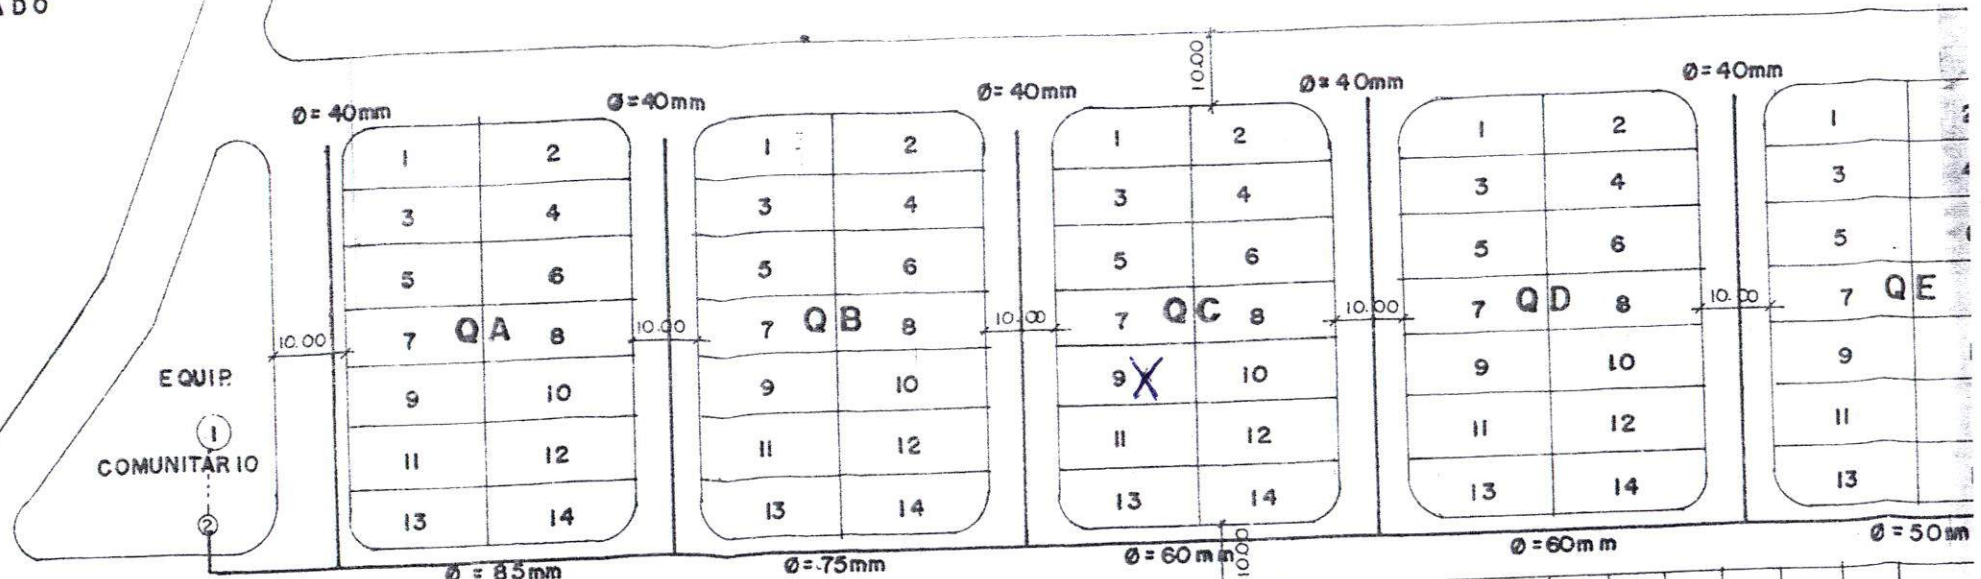 ADO
Ø=40mm Ø=40mm Ø=40mm Ø=40mm Ø=40mm
10.00
1 2 1 2 1 2 1 2 1
3 4 3 4 3 4 3 4 3
5 6 5 6 5 6 5 6 5
7 QA 8 7 QB 8 7 QC 8 7 QD 8 7 QE
10.00 10.00 10.00 10.00 10.00
9 10 9 10 9 X 10 9 10 9
11 12 11 12 11 12 11 12 11
13 14 13 14 13 14 13 14 13
EQUIP.
1
COMUNITÁRIO
2
Ø=85mm Ø=75mm Ø=60mm Ø=60mm Ø=50mm
10.00